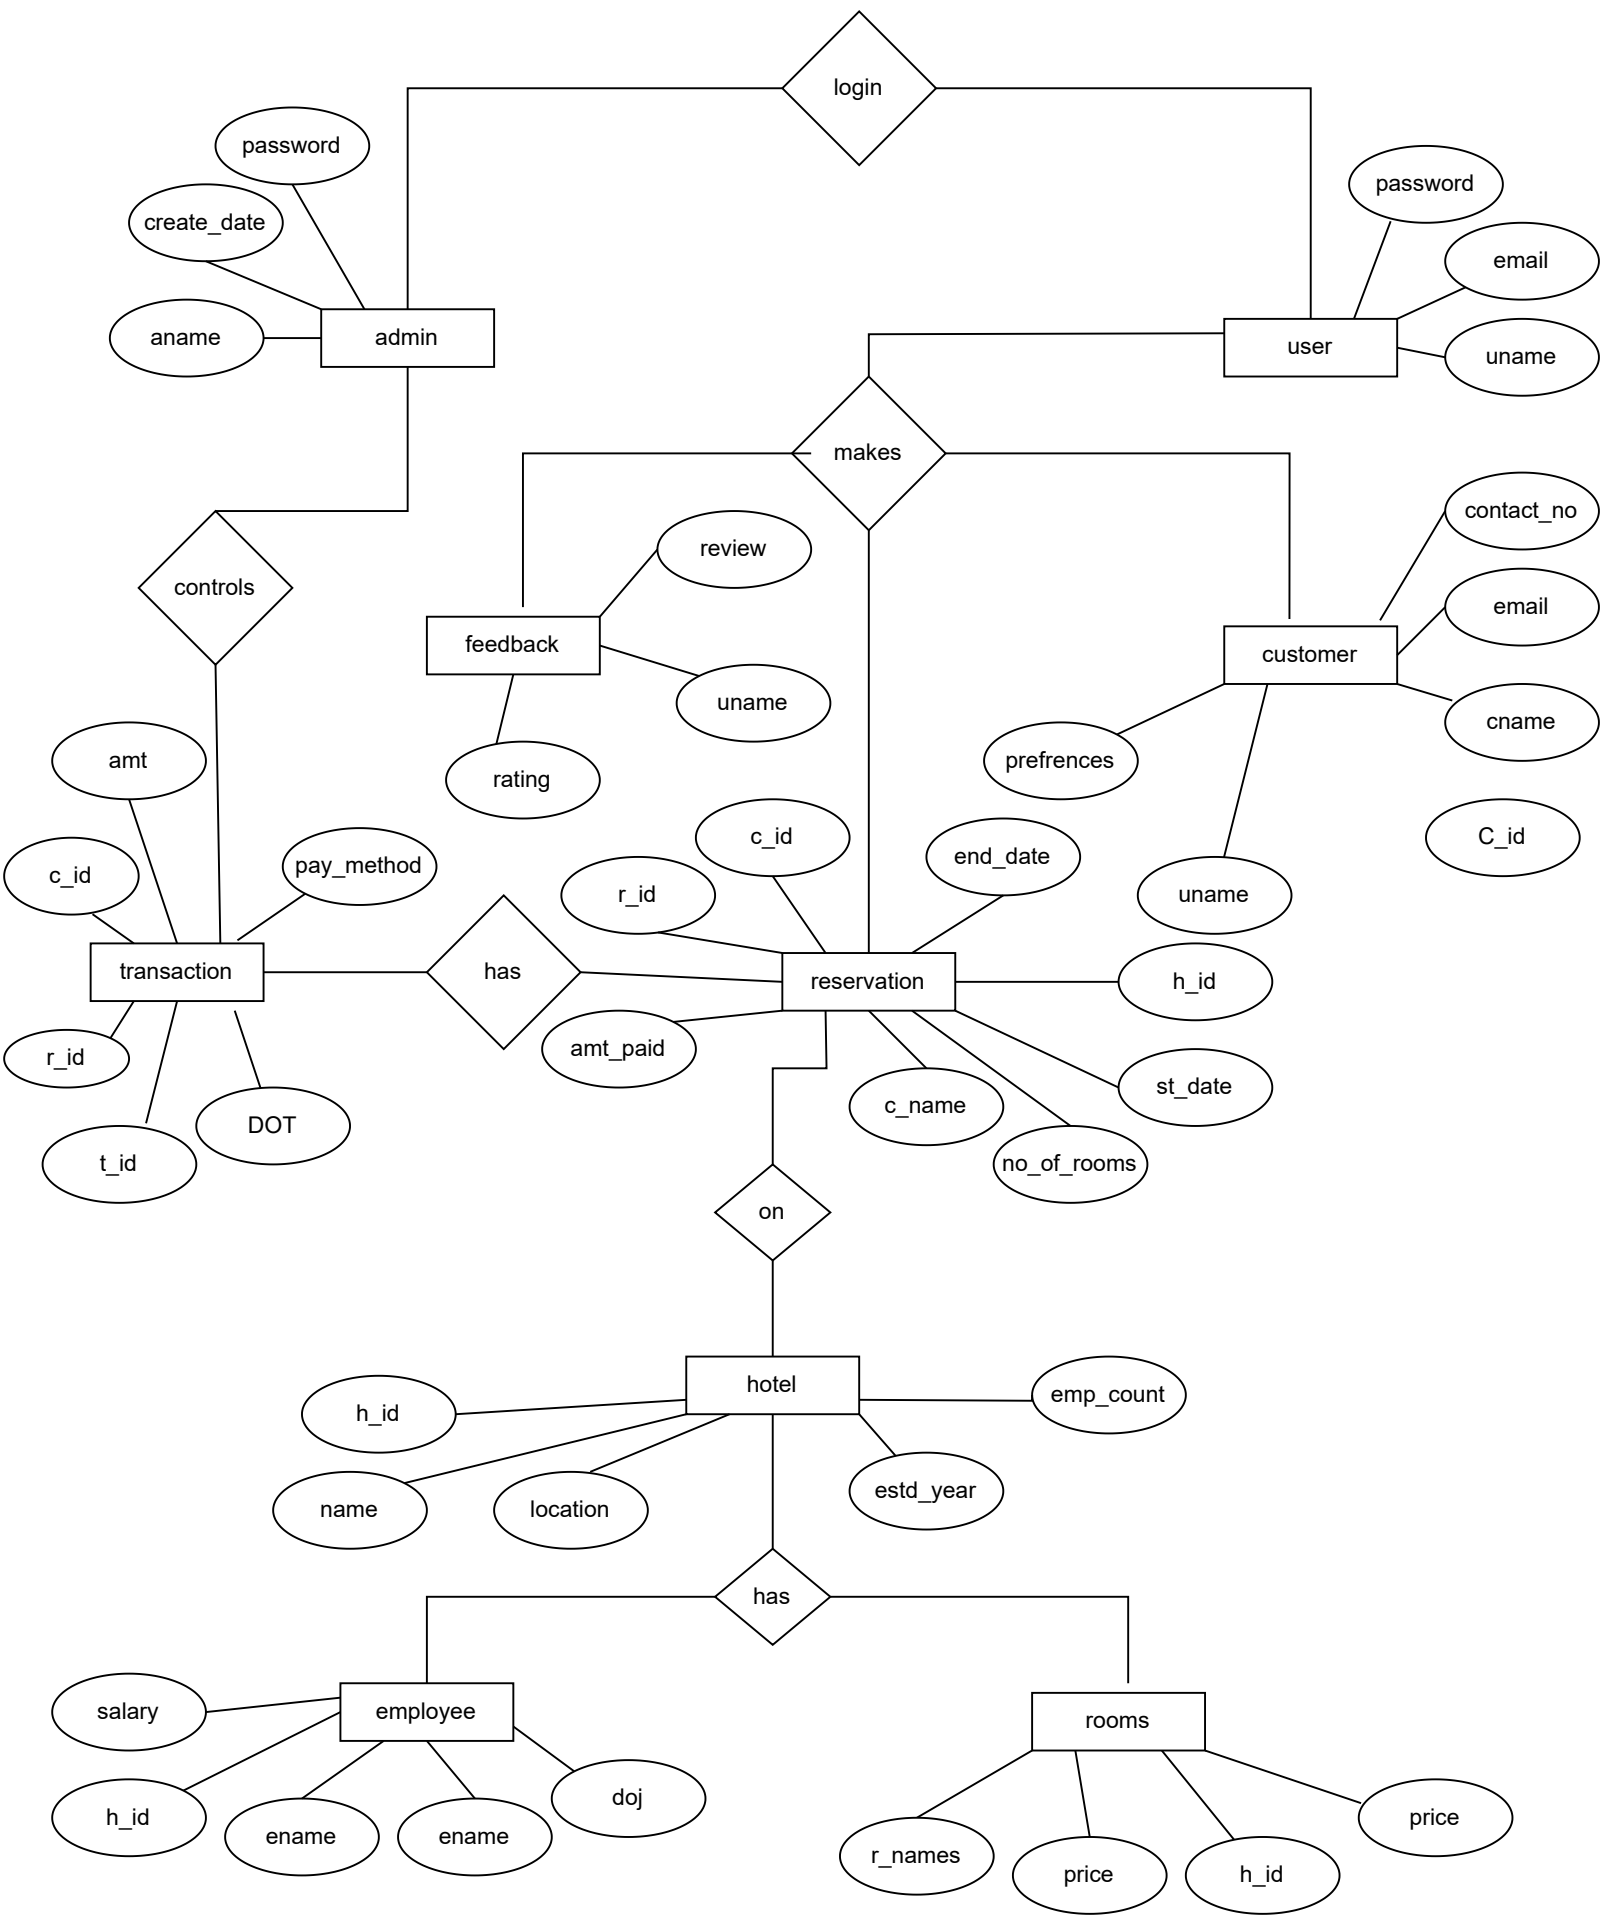 login
password
password
create_date
email
aname
admin
user
uname
makes
contact_no
review
controls
email
feedback
customer
uname
cname
amt
prefrences
rating
c_id
C_id
end_date
pay_method
c_id
r_id
uname
transaction
has
reservation
h_id
amt_paid
r_id
st_date
c_name
DOT
t_id
no_of_rooms
on
hotel
emp_count
h_id
estd_year
name
location
has
salary
employee
rooms
doj
h_id
price
ename
ename
r_names
price
h_id